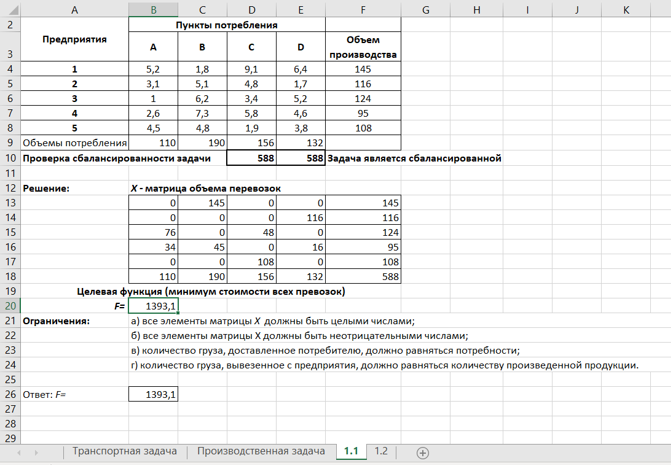 A B C D E F G H I J K
2 Пункты потребления
Предприятия
3 A B C D Объем производства
4 1 5,2 1,8 9,1 6,4 145
5 2 3,1 5,1 4,8 1,7 116
6 3 1 6,2 3,4 5,2 124
7 4 2,6 7,3 5,8 4,6 95
8 5 4,5 4,8 1,9 3,8 108
9 Объемы потребления 110 190 156 132
10 Проверка сбалансированности задачи 588 588 Задача является сбалансированной
11
12 Решение: X - матрица объема перевозок
13 0 145 0 0 145
14 0 0 0 116 116
15 76 0 48 0 124
16 34 45 0 16 95
17 0 0 108 0 108
18 110 190 156 132 588
19 Целевая функция (минимум стоимости всех превозок)
20 F= 1393,1
21 Ограничения: а) все элементы матрицы X должны быть целыми числами;
22 б) все элементы матрицы X должны быть неотрицательными числами;
23 в) количество груза, доставленное потребителю, должно равняться потребности;
24 г) количество груза, вывезенное с предприятия, должно равняться количеству произведенной продукции.
25
26 Ответ: F= 1393,1
27
28
29
Транспортная задача Производственная задача 1.1 1.2